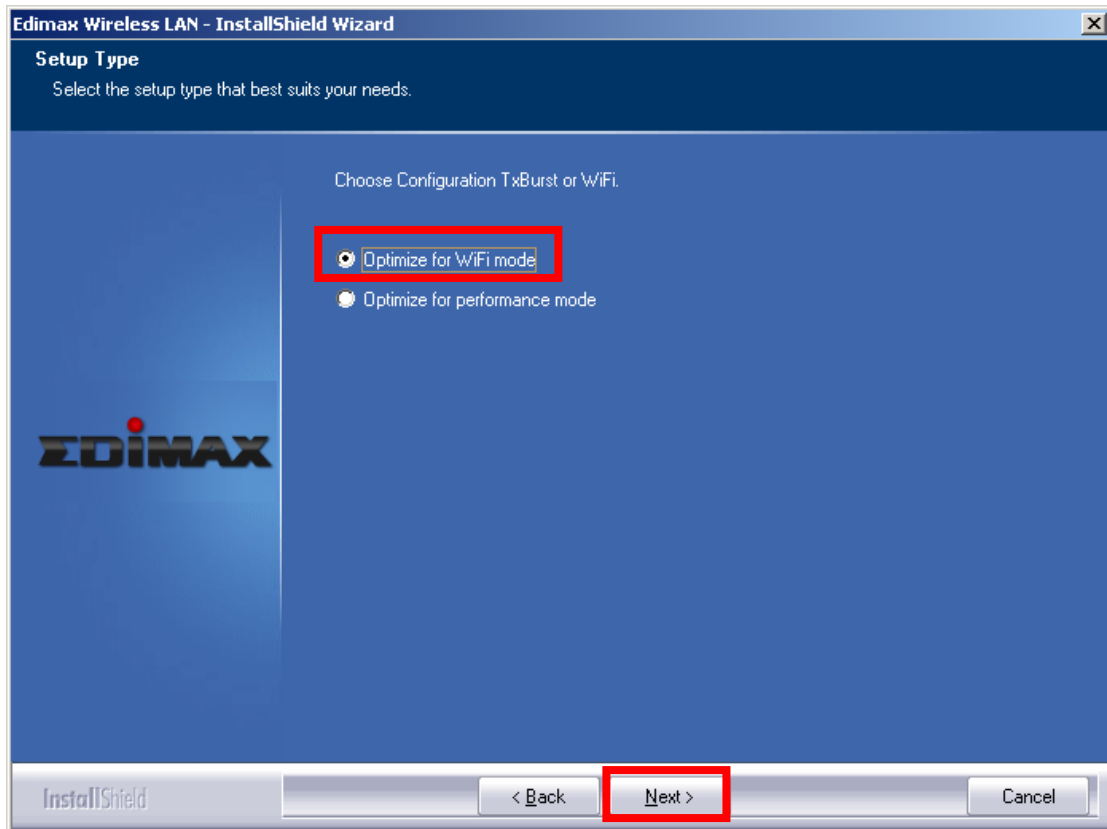 Edimax Wireless LAN - InstallShield Wizard
Setup Type
Select the setup type that best suits your needs.
Choose Configuration TxBurst or WiFi.
Optimize for WiFi mode
Optimize for performance mode
EDiMAX
InstallShield
< Back
Next >
Cancel